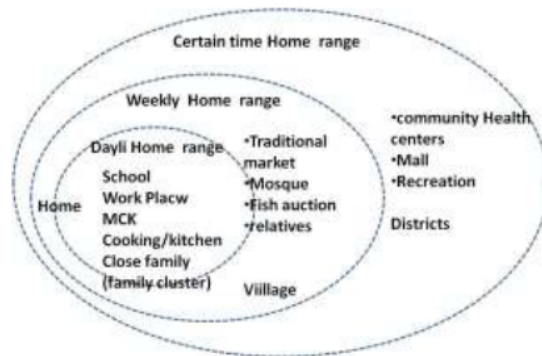 Certain time Home range
Weekly Home range
Dayli Home range
Home
School
Work Placw
MCK
Cooking/kitchen
Close family
(family cluster)
•Traditional
market
•Mosque
•Fish auction
•relatives
Viillage
•community Health
centers
•Mall
•Recreation
Districts